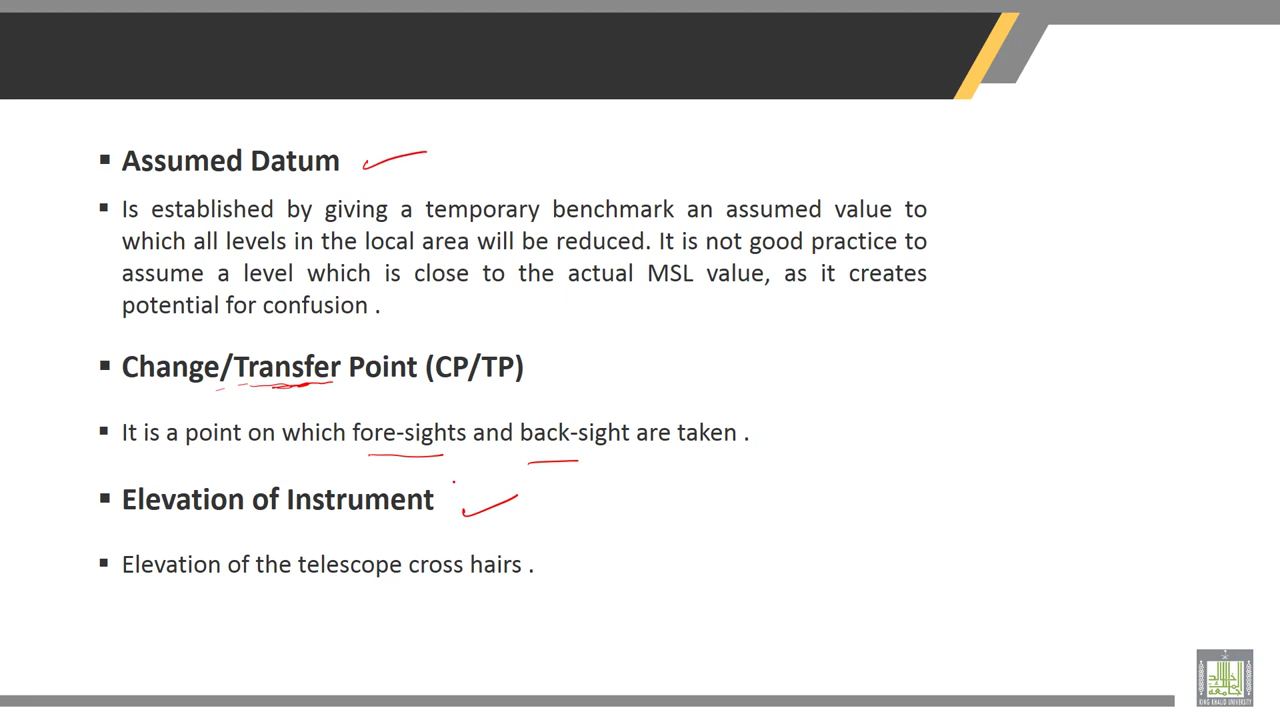 ▪ Assumed Datum
▪ Is established by giving a temporary benchmark an assumed value to
which all levels in the local area will be reduced. It is not good practice to
assume a level which is close to the actual MSL value, as it creates
potential for confusion .
▪ Change/Transfer Point (CP/TP)
▪ It is a point on which fore-sights and back-sight are taken .
▪ Elevation of Instrument
▪ Elevation of the telescope cross hairs .
KING KHALID UNIVERSITY